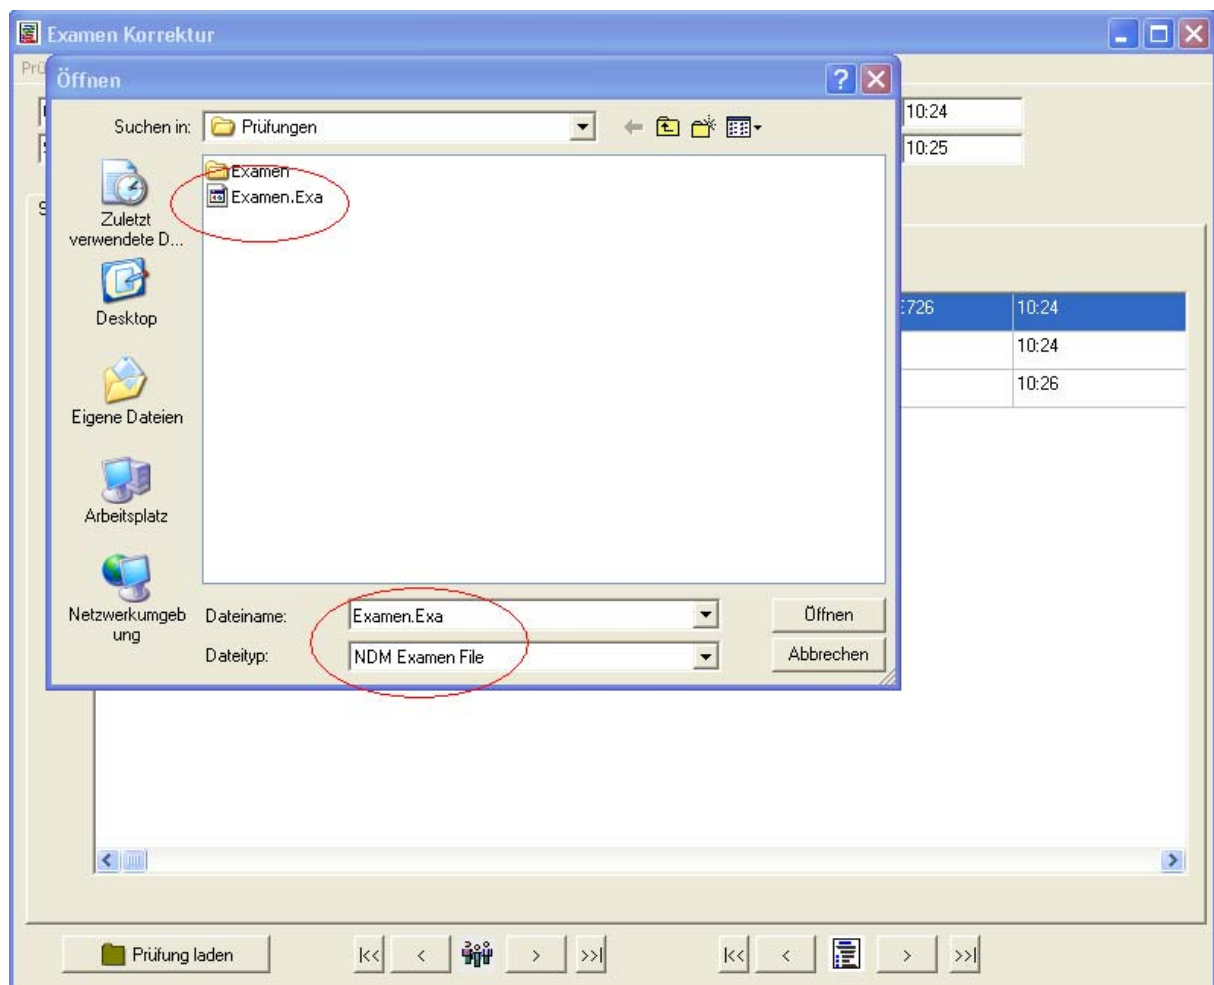 Examen Korrektur
Öffnen
Suchen in:
Prüfungen
10:24
10:25
Examen
Examen.Exa
Zuletzt
verwendete D...
Desktop
Eigene Dateien
Arbeitsplatz
Netzwerkumgeb
ung
10:24
10:24
10:26
Dateiname:
Examen.Exa
Öffnen
Dateityp:
NDM Examen File
Abbrechen
Prüfung laden
|<<
<
>
>>|
|<<
<
>
>>|